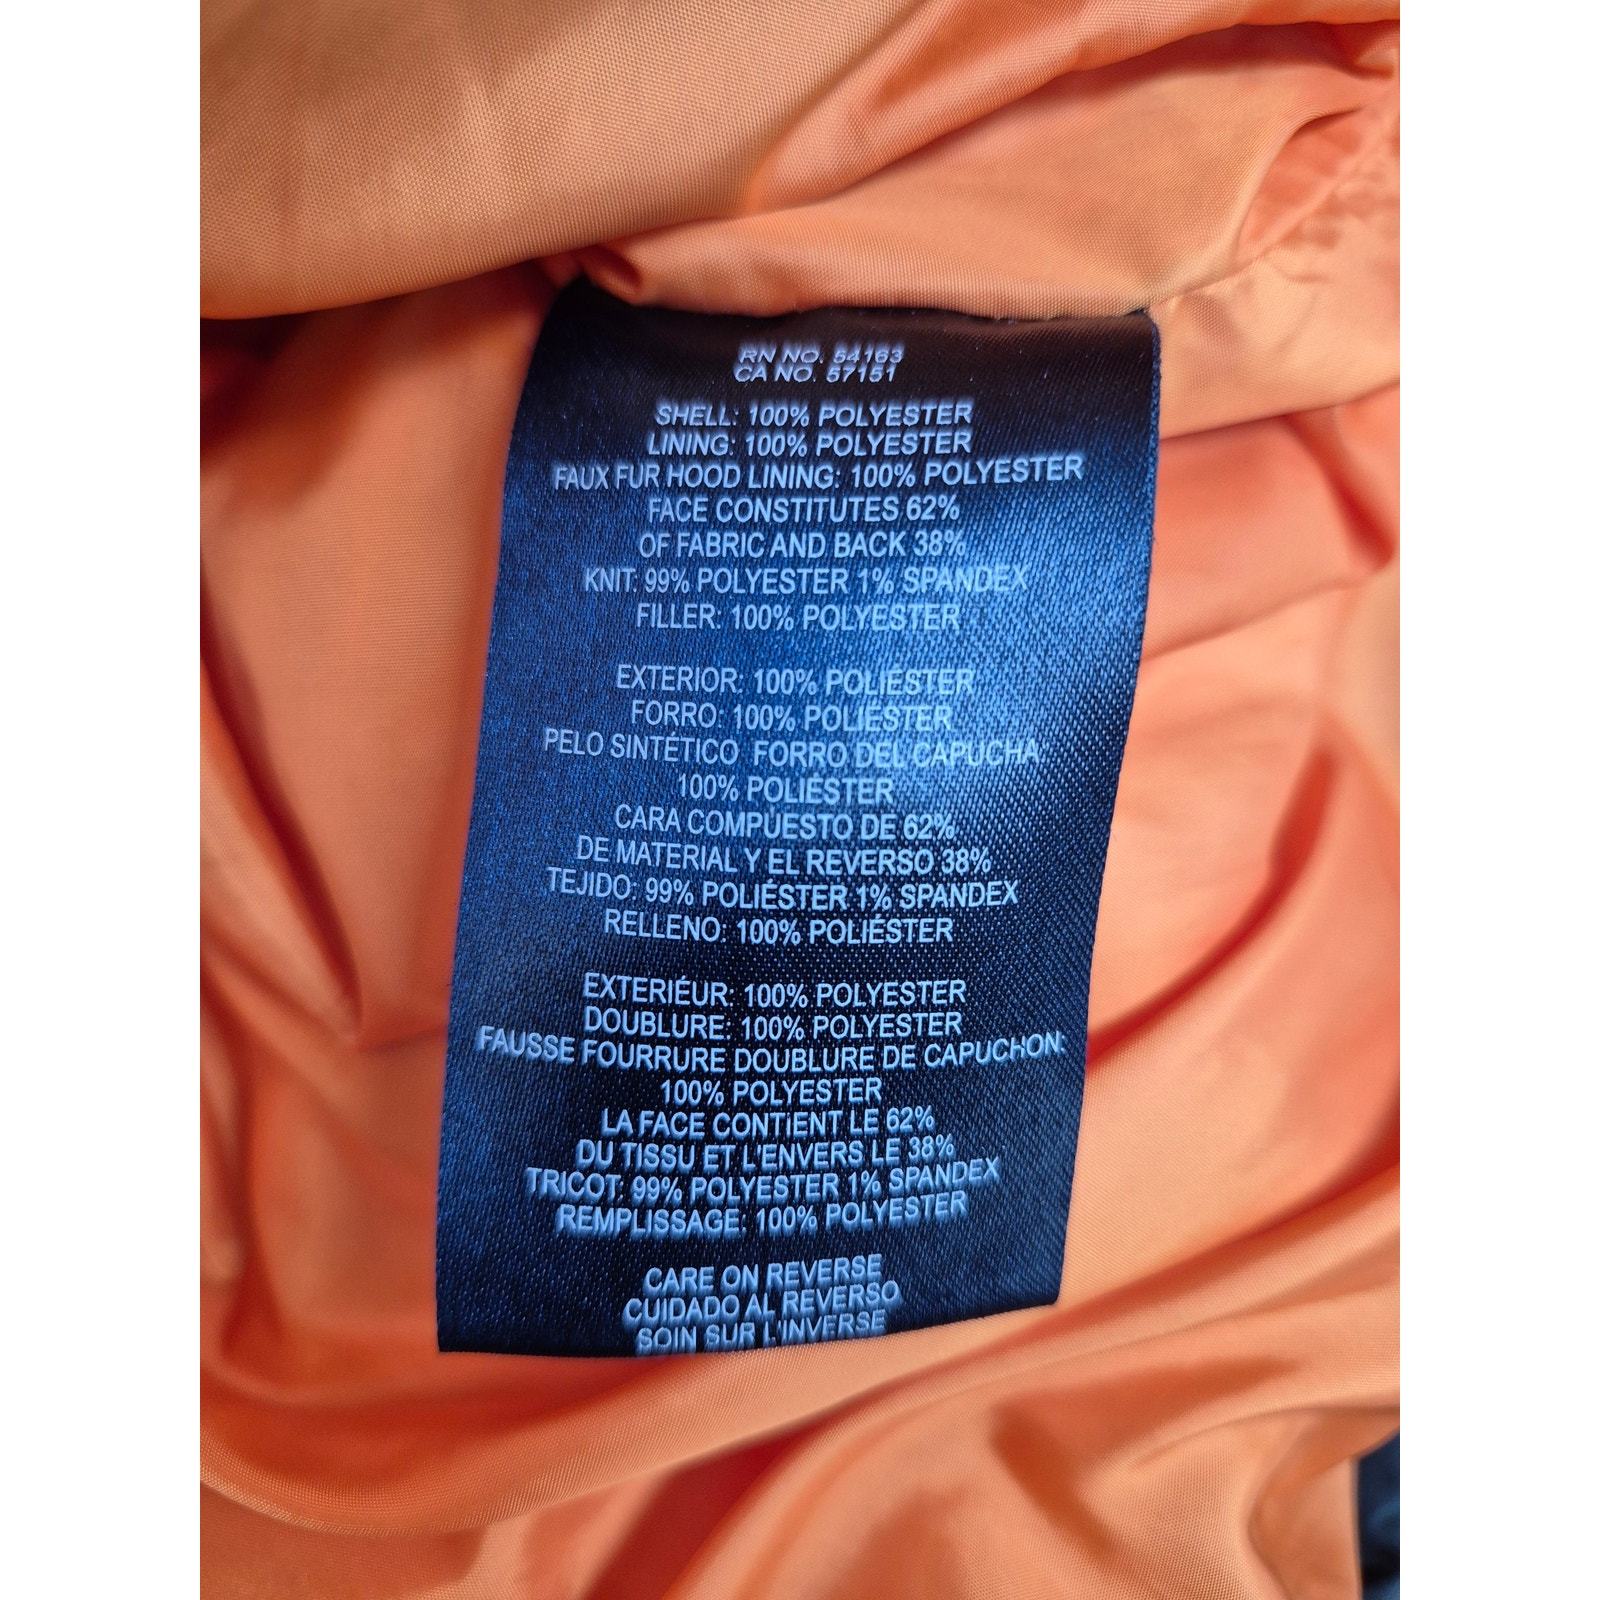 RN NO. 54163
CA NO. 57151
SHELL: 100% POLYESTER
LINING: 100% POLYESTER
FAUX FUR HOOD LINING: 100% POLYESTER
FACE CONSTITUTES 62%
OF FABRIC AND BACK 38%
KNIT: 99% POLYESTER 1% SPANDEX
FILLER: 100% POLYESTER
EXTERIOR: 100% POLIÉSTER
FORRO: 100% POLIÉSTER
PELO SINTÉTICO FORRO DEL CAPUCHA
100% POLIÉSTER
CARA COMPUESTO DE 62%
DE MATERIAL Y EL REVERSO 38%
TEJIDO: 99% POLIÉSTER 1% SPANDEX
RELLENO: 100% POLIÉSTER
EXTERIÉUR: 100% POLYESTER
DOUBLURE: 100% POLYESTER
FAUSSE FOURRURE DOUBLURE DE CAPUCHON:
100% POLYESTER
LA FACE CONTIENT LE 62%
DU TISSU ET L'ENVERS LE 38%
TRICOT: 99% POLYESTER 1% SPANDEX
REMPLISSAGE: 100% POLYESTER
CARE ON REVERSE
CUIDADO AL REVERSO
SOIN SUR L'INVERSE